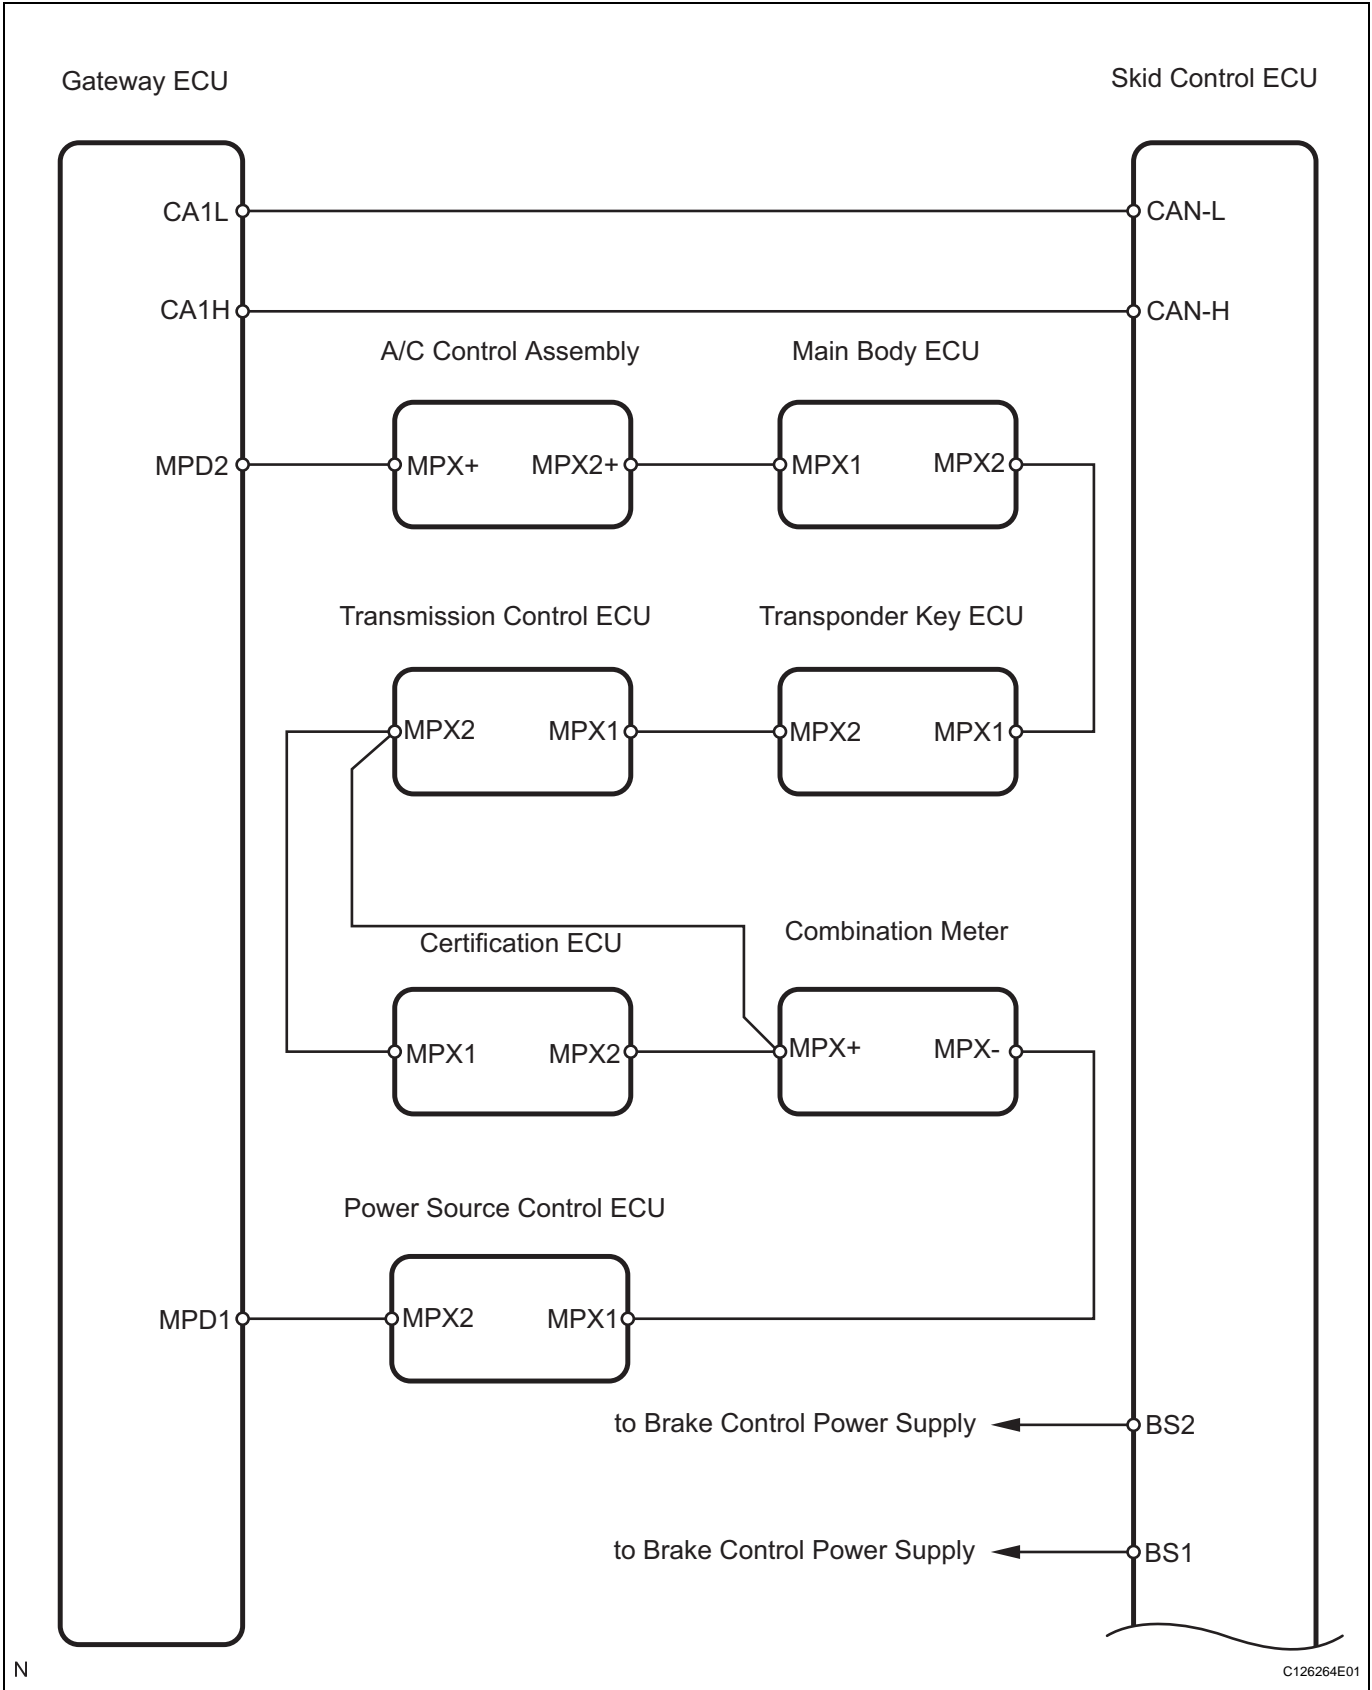 Gateway ECU
Skid Control ECU
CA1L
CAN-L
CA1H
CAN-H
A/C Control Assembly
Main Body ECU
MPD2
MPX+
MPX2+
MPX1
MPX2
Transmission Control ECU
Transponder Key ECU
MPX2
MPX1
MPX2
MPX1
Certification ECU
Combination Meter
MPX1
MPX2
MPX+
MPX-
Power Source Control ECU
MPD1
MPX2
MPX1
to Brake Control Power Supply
BS2
to Brake Control Power Supply
BS1
N
C126264E01